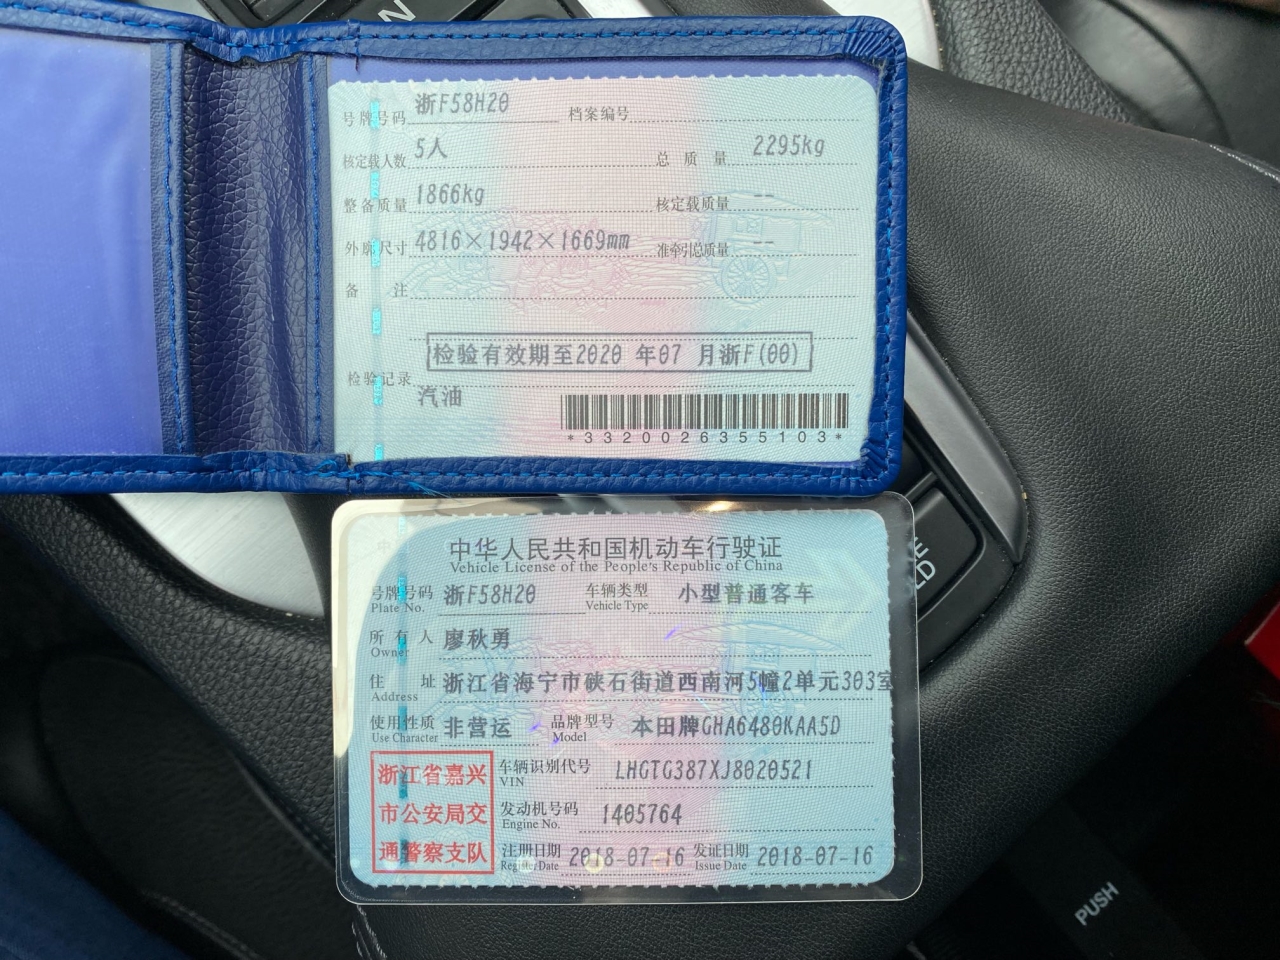 N
号牌号码 浙F58H20 档案编号
核定载人数 5人 总质量 2295kg
整备质量 1866kg 核定载质量 --
外廓尺寸 4816×1942×1669mm 准牵引总质量 --
备注
检验有效期至2020 年07 月浙F(00)
检验记录
汽油
*3320026355103*
中华人民共和国机动车行驶证
Vehicle License of the People's Republic of China
号牌号码 浙F58H20 车辆类型 小型普通客车
Plate No. Vehicle Type
所有人 廖秋勇
Owner
住址 浙江省海宁市硖石街道西南河5幢2单元303室
Address
使用性质 非营运 品牌型号 本田牌GHA6480KAA5D
Use Character Model
浙江省嘉兴
市公安局交
通警察支队
车辆识别代号 LHGTG387XJ8020521
VIN
发动机号码 1405764
Engine No.
注册日期 2018-07-16 发证日期 2018-07-16
Register Date Issue Date
PUSH